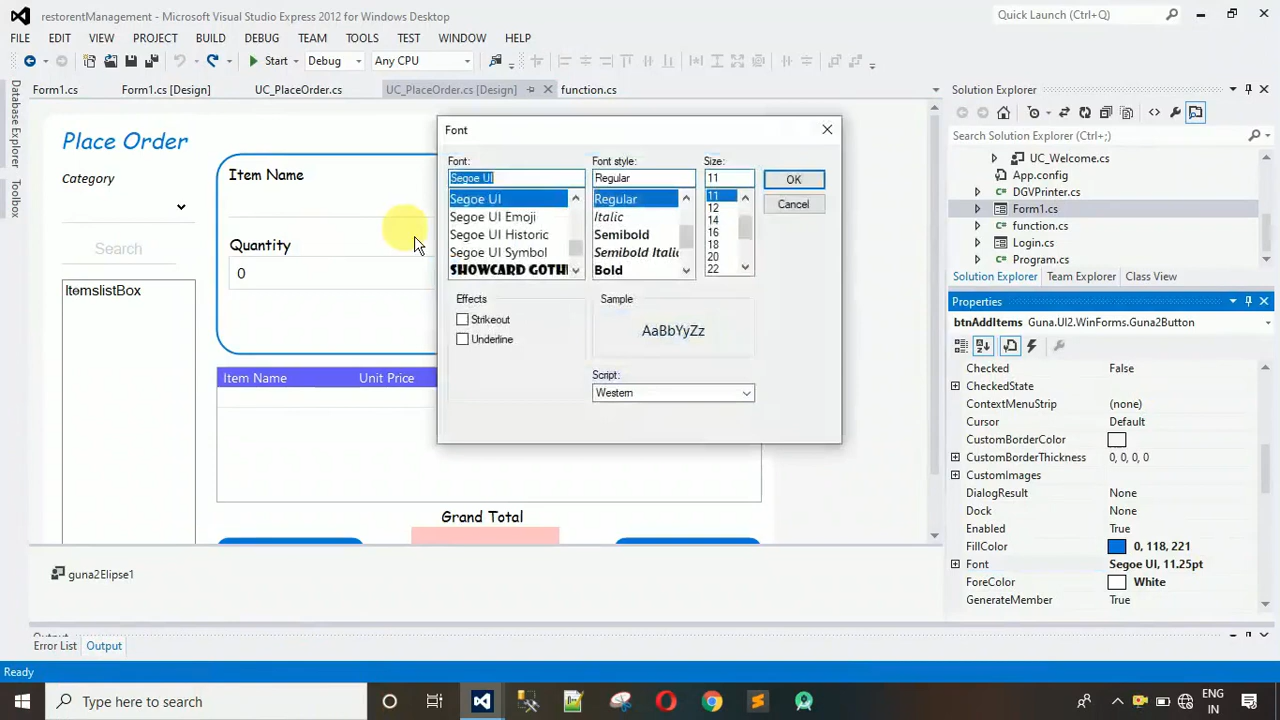 restorentManagement - Microsoft Visual Studio Express 2012 for Windows Desktop
Quick Launch (Ctrl+Q)
FILE EDIT VIEW PROJECT BUILD DEBUG TEAM TOOLS TEST WINDOW HELP
Start Debug Any CPU
Database Explorer
Toolbox
Form1.cs Form1.cs [Design] UC_PlaceOrder.cs UC_PlaceOrder.cs [Design] function.cs
Place Order
Category
Search
ItemslistBox
Item Name
Quantity
0
Item Name Unit Price
Grand Total
guna2Elipse1
Font
Font: Font style: Size:
Segoe UI Regular 11
Segoe UI Regular 11
Segoe UI Emoji Italic 12
Segoe UI Historic Semibold 14
Segoe UI Symbol Semibold Italic 16
SHOWCARD GOTH Bold 18
20
22
OK
Cancel
Effects
Strikeout
Underline
Sample
AaBbYyZz
Script:
Western
Solution Explorer
Search Solution Explorer (Ctrl+;)
UC_Welcome.cs
App.config
DGVPrinter.cs
Form1.cs
function.cs
Login.cs
Program.cs
Solution Explorer Team Explorer Class View
Properties
btnAddItems Guna.UI2.WinForms.Guna2Button
Checked False
CheckedState
ContextMenuStrip (none)
Cursor Default
CustomBorderColor
CustomBorderThickness 0, 0, 0, 0
CustomImages
DialogResult None
Dock None
Enabled True
FillColor 0, 118, 221
Font Segoe UI, 11.25pt
ForeColor White
GenerateMember True
Error List Output
Ready
Type here to search
ENG
IN